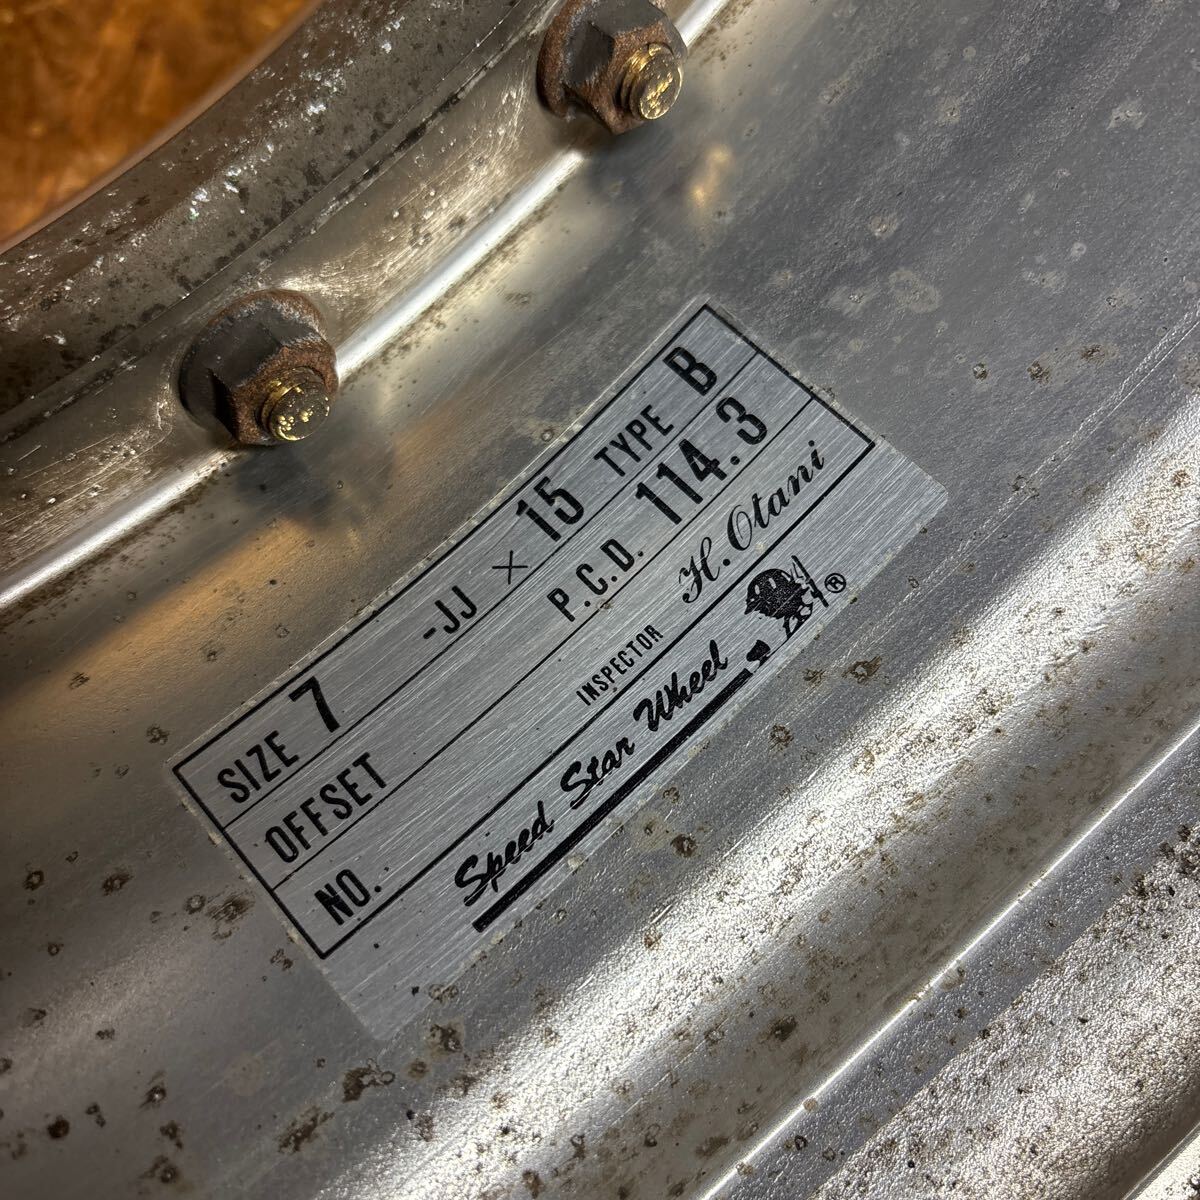 SIZE 7 -JJ × 15 TYPE B
OFFSET P.C.D. 114.3
NO. INSPECTOR H. Otani
Speed Star Wheel ®